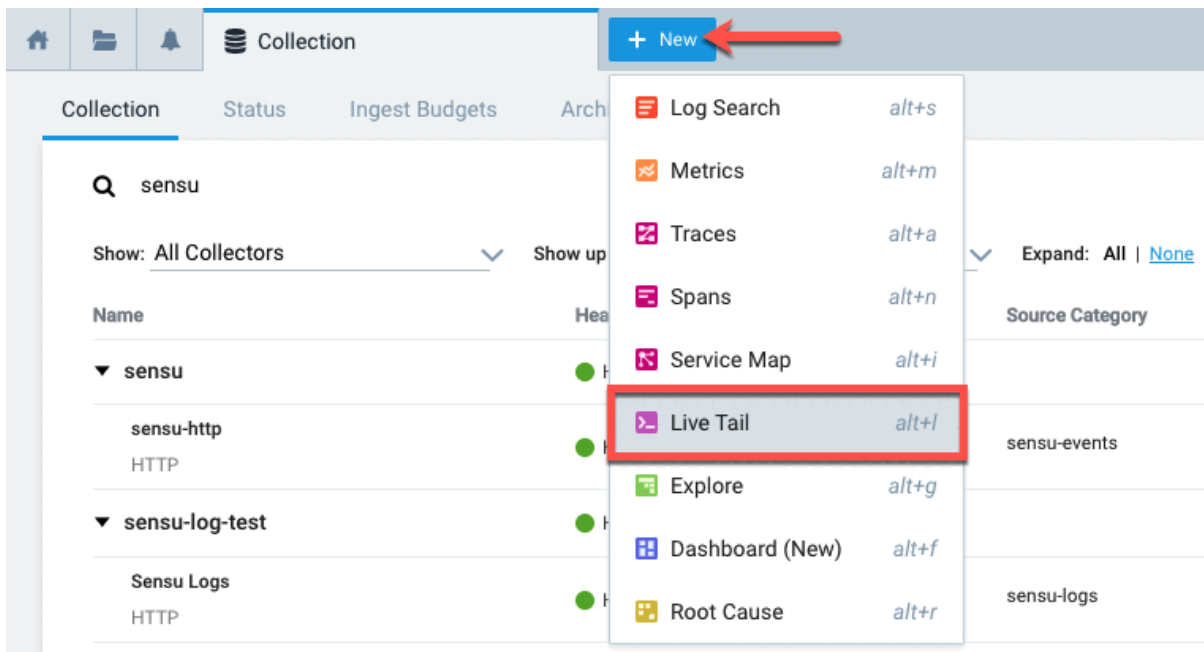 Collection
+ New
Collection Status Ingest Budgets Arch
Log Search alt+s
sensu
Metrics alt+m
Traces alt+a
Show: All Collectors Show up Expand: All | None
Spans alt+n
Name Hea Source Category
Service Map alt+i
sensu
Live Tail alt+l
sensu-http
HTTP
sensu-events
Explore alt+g
sensu-log-test
Dashboard (New) alt+f
Sensu Logs
HTTP
sensu-logs
Root Cause alt+r